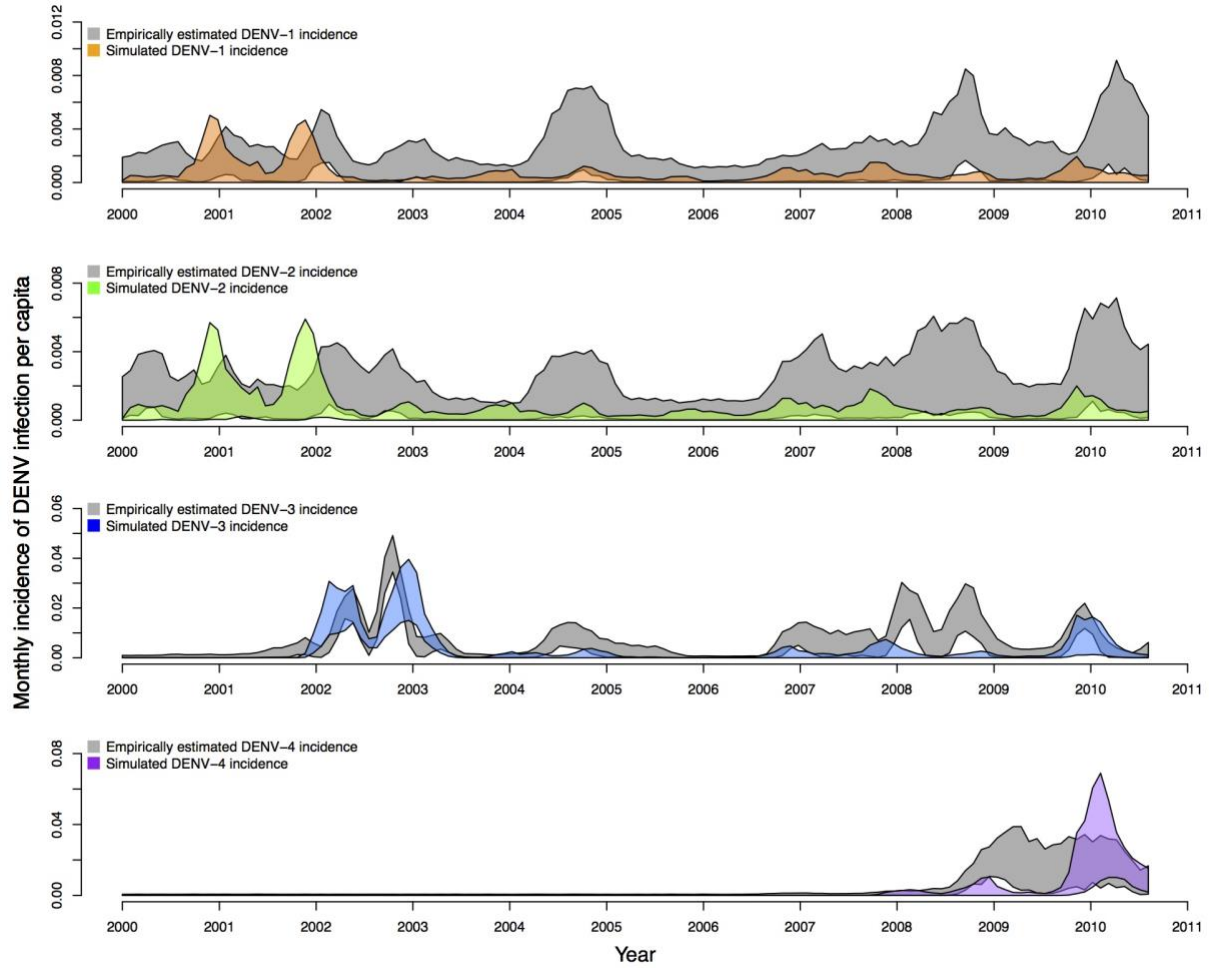 Monthly incidence of DENV infection per capita
0.012
0.008
0.004
0.000
Empirically estimated DENV−1 incidence
Simulated DENV−1 incidence
2000 2001 2002 2003 2004 2005 2006 2007 2008 2009 2010 2011
0.008
0.004
0.000
Empirically estimated DENV−2 incidence
Simulated DENV−2 incidence
2000 2001 2002 2003 2004 2005 2006 2007 2008 2009 2010 2011
0.06
0.04
0.02
0.00
Empirically estimated DENV−3 incidence
Simulated DENV−3 incidence
2000 2001 2002 2003 2004 2005 2006 2007 2008 2009 2010 2011
0.08
0.04
0.00
Empirically estimated DENV−4 incidence
Simulated DENV−4 incidence
2000 2001 2002 2003 2004 2005 2006 2007 2008 2009 2010 2011
Year